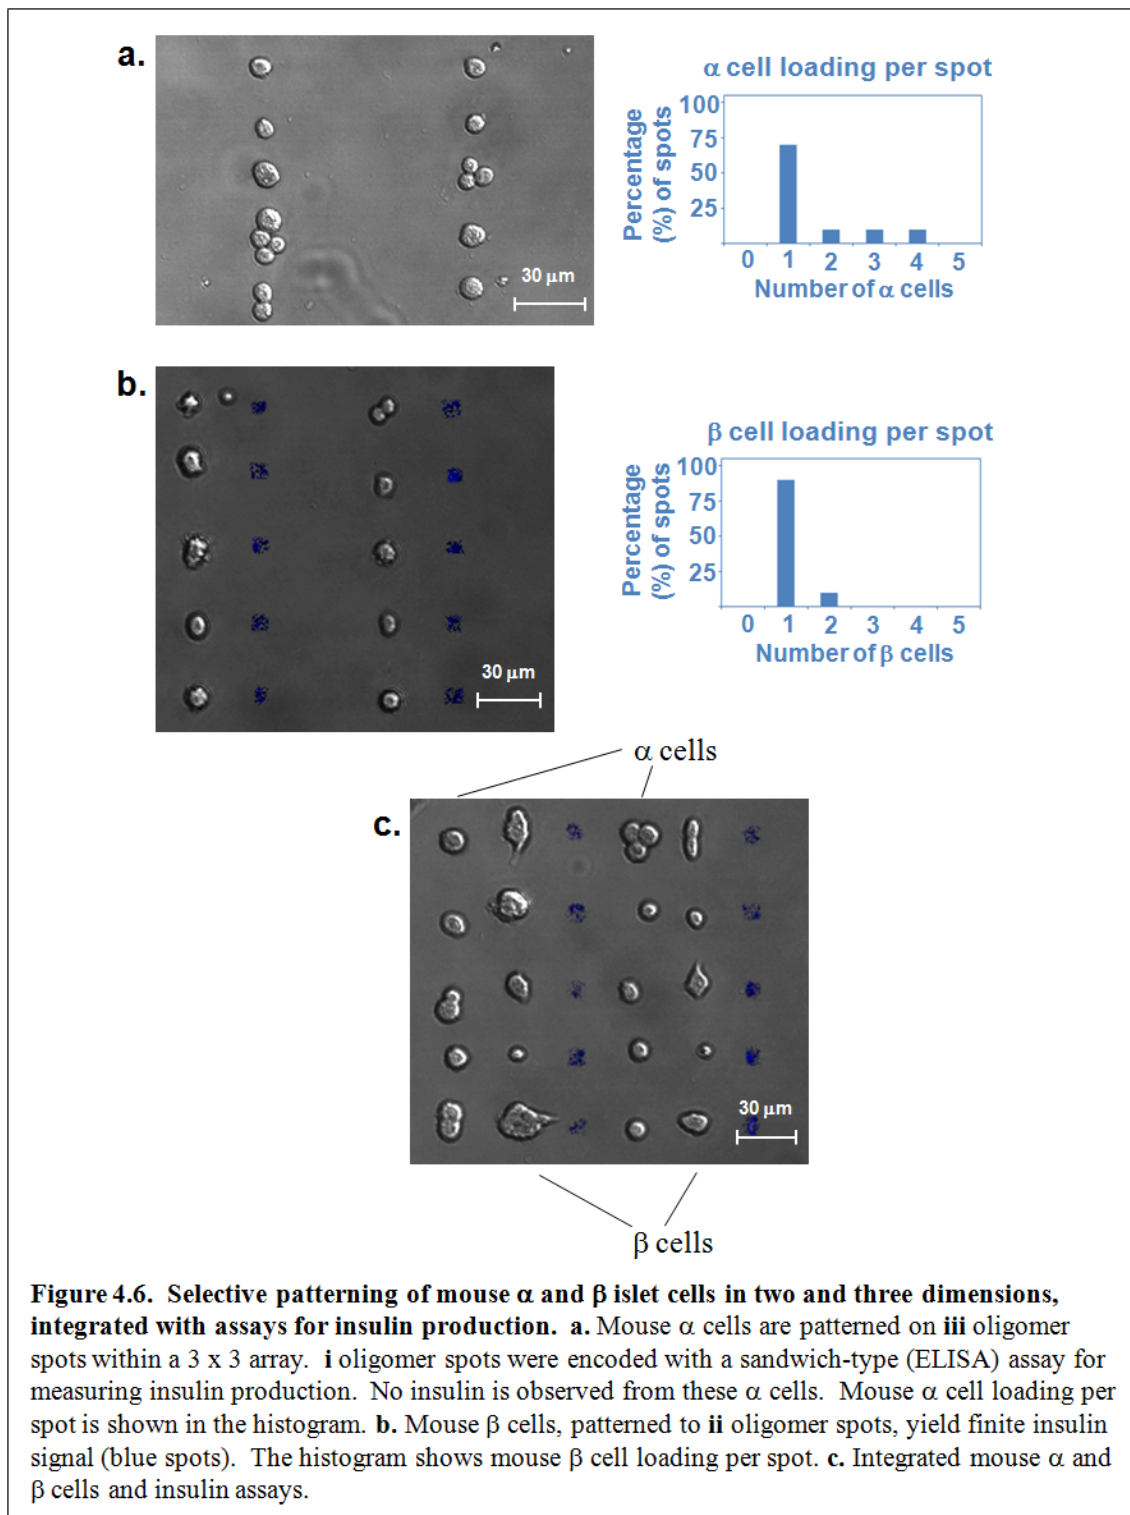 a.
α cell loading per spot
Percentage
(%) of spots
100
75
50
25
0 1 2 3 4 5
Number of α cells
30 µm
b.
β cell loading per spot
Percentage
(%) of spots
100
75
50
25
0 1 2 3 4 5
Number of β cells
30 µm
α cells
c.
30 µm
β cells
Figure 4.6. Selective patterning of mouse α and β islet cells in two and three dimensions,
integrated with assays for insulin production. a. Mouse α cells are patterned on iii oligomer
spots within a 3 x 3 array. i oligomer spots were encoded with a sandwich-type (ELISA) assay for
measuring insulin production. No insulin is observed from these α cells. Mouse α cell loading per
spot is shown in the histogram. b. Mouse β cells, patterned to ii oligomer spots, yield finite insulin
signal (blue spots). The histogram shows mouse β cell loading per spot. c. Integrated mouse α and
β cells and insulin assays.